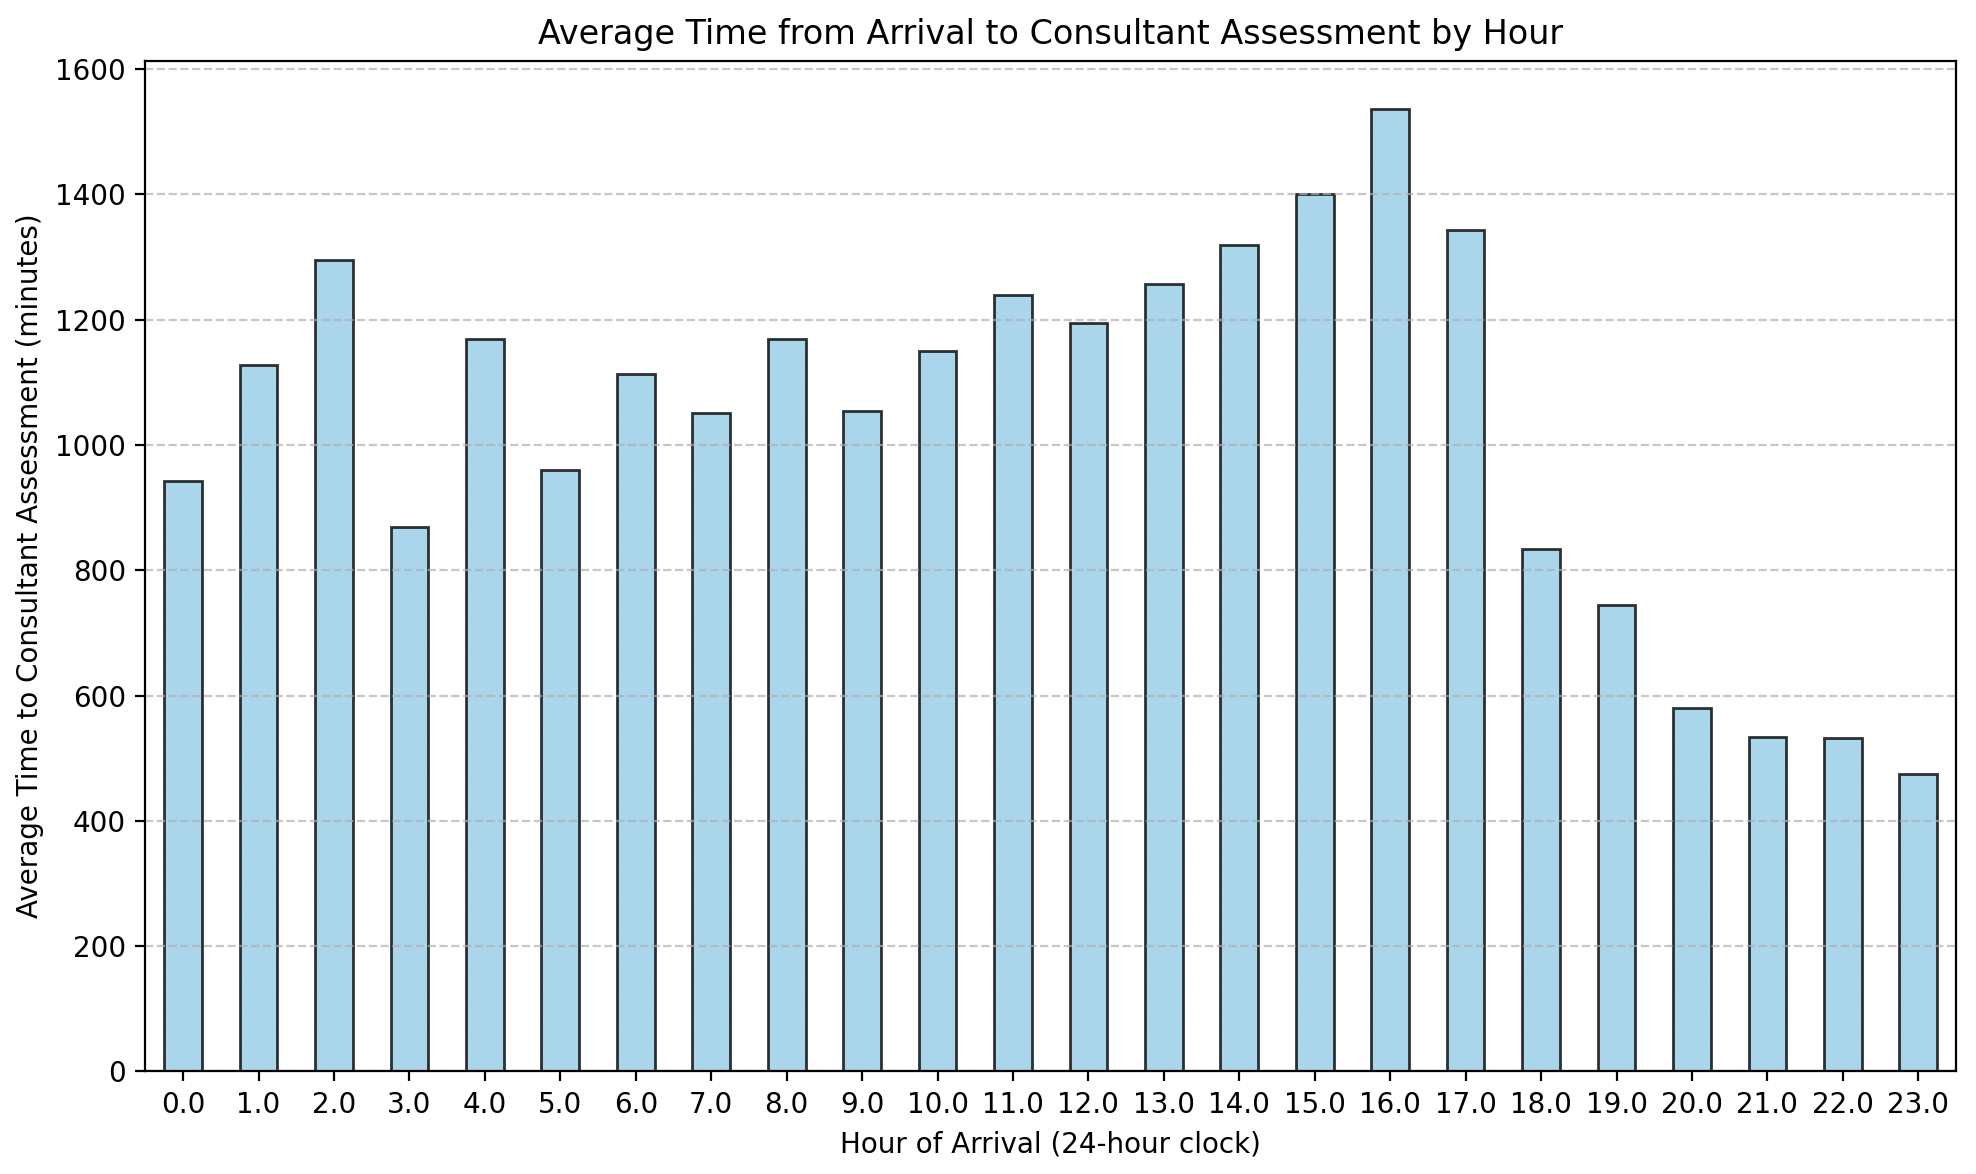 Average Time from Arrival to Consultant Assessment by Hour
1600
1400
1200
1000
800
600
400
200
0
Average Time to Consultant Assessment (minutes)
0.0 1.0 2.0 3.0 4.0 5.0 6.0 7.0 8.0 9.0 10.0 11.0 12.0 13.0 14.0 15.0 16.0 17.0 18.0 19.0 20.0 21.0 22.0 23.0
Hour of Arrival (24-hour clock)